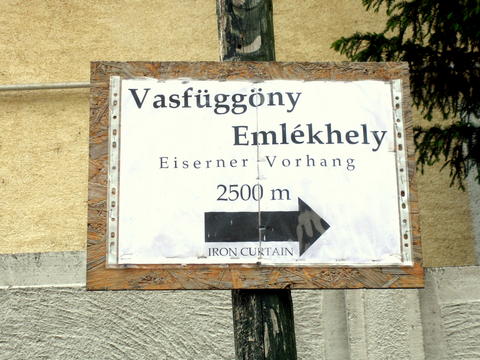 Vasfüggöny
Emlékhely
Eiserner Vorhang
2500 m
IRON CURTAIN